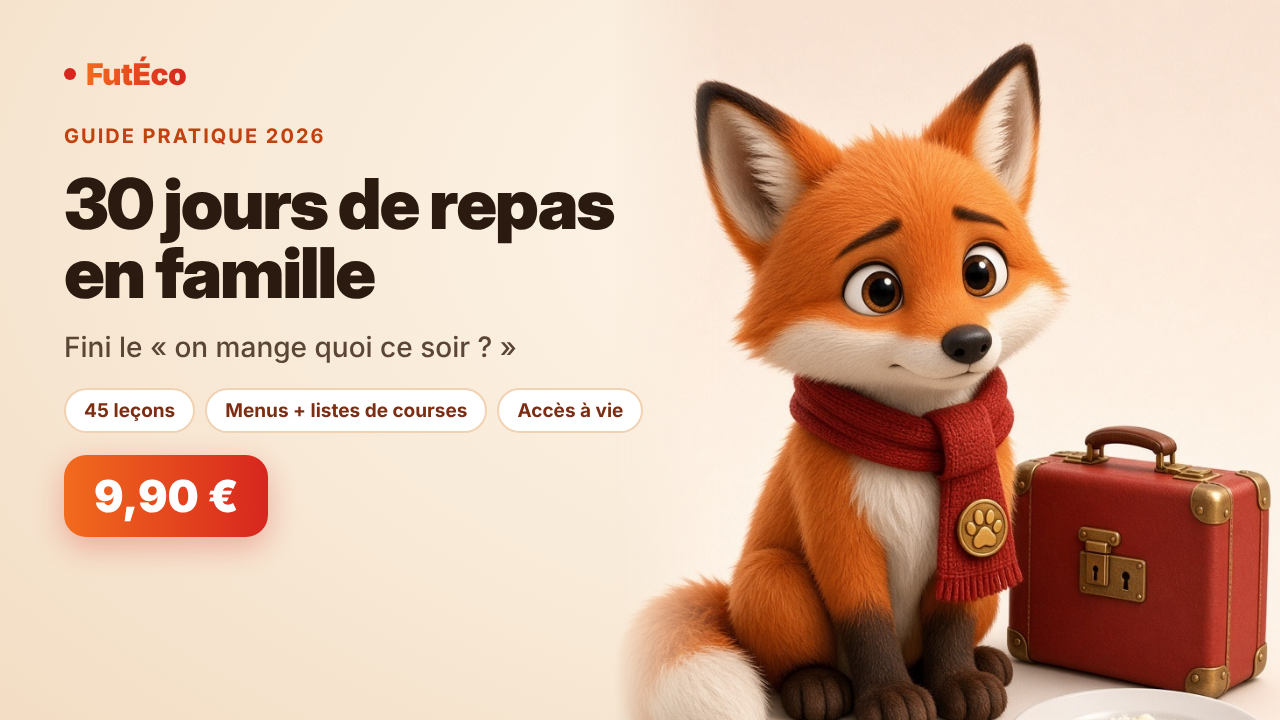 FutÉco
GUIDE PRATIQUE 2026
30 jours de repas
en famille
Fini le « on mange quoi ce soir ? »
45 leçons
Menus + listes de courses
Accès à vie
9,90 €